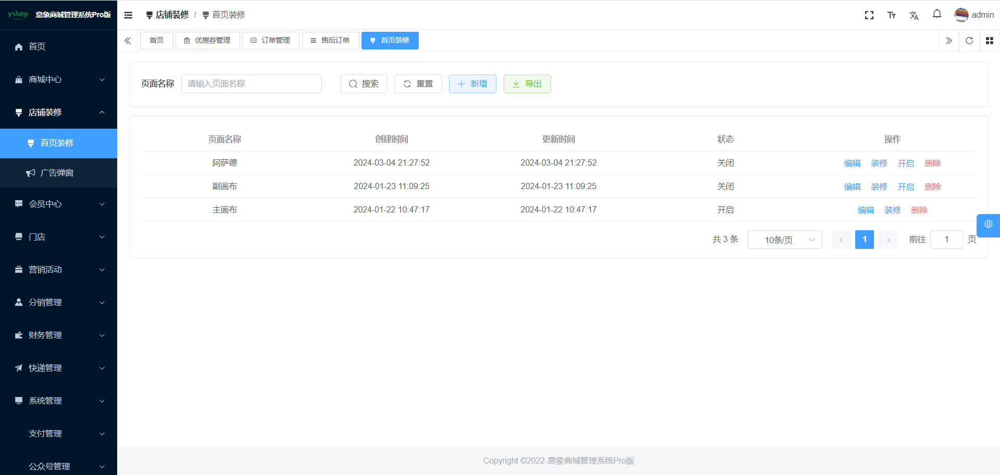 yshop 意象商城管理系统Pro版
店铺装修 / 首页装修
admin
首页 优惠券管理 订单管理 售后订单 首页装修
首页
商城中心
店铺装修
首页装修
广告弹窗
会员中心
门店
营销活动
分销管理
财务管理
快递管理
系统管理
支付管理
公众号管理
页面名称 请输入页面名称 搜索 重置 新增 导出
页面名称 创建时间 更新时间 状态 操作
阿萨德 2024-03-04 21:27:52 2024-03-04 21:27:52 关闭 编辑 装修 开启 删除
副画布 2024-01-23 11:09:25 2024-01-23 11:09:25 关闭 编辑 装修 开启 删除
主画布 2024-01-22 10:47:17 2024-01-22 10:47:17 开启 编辑 装修 删除
共 3 条 10条/页 1 前往 1 页
Copyright ©2022-意象商城管理系统Pro版